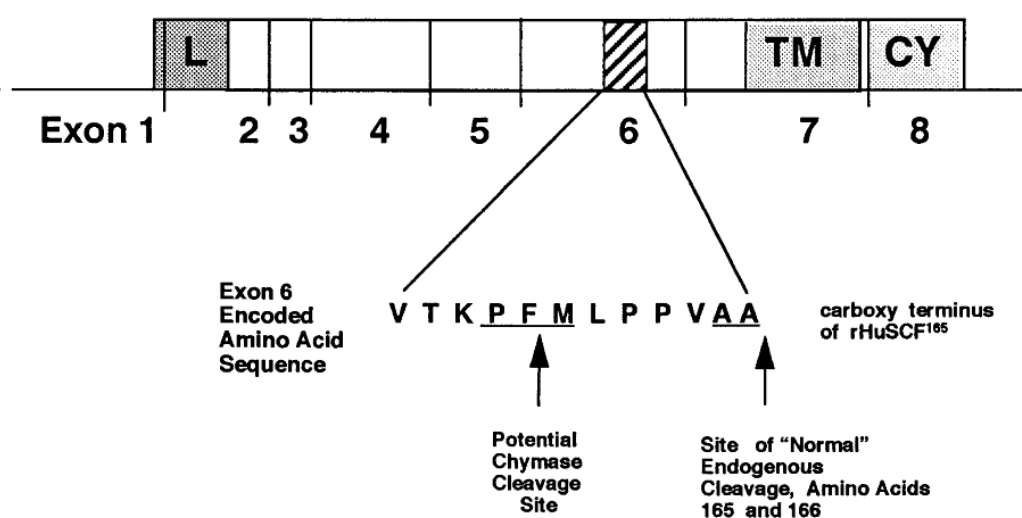 L TM CY
Exon 1 2 3 4 5 6 7 8
Exon 6
Encoded
Amino Acid
Sequence
V T K P F M L P P V A A
carboxy terminus
of rHuSCF¹⁶⁵
Potential
Chymase
Cleavage
Site
Site of "Normal"
Endogenous
Cleavage, Amino Acids
165 and 166